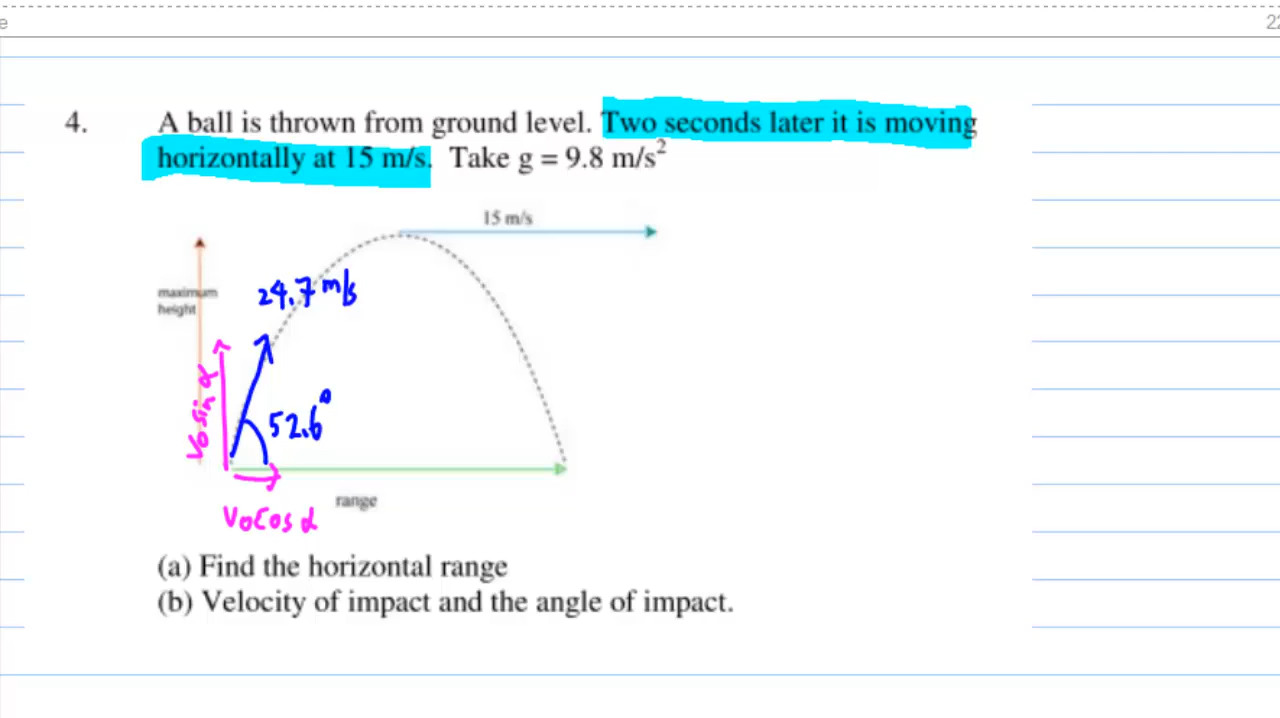 e
22
4. A ball is thrown from ground level. Two seconds later it is moving
horizontally at 15 m/s. Take g = 9.8 m/s²
15 m/s
maximum
height
24.7 m/s
V0 sin α
52.6°
range
V0 cos α
(a) Find the horizontal range
(b) Velocity of impact and the angle of impact.